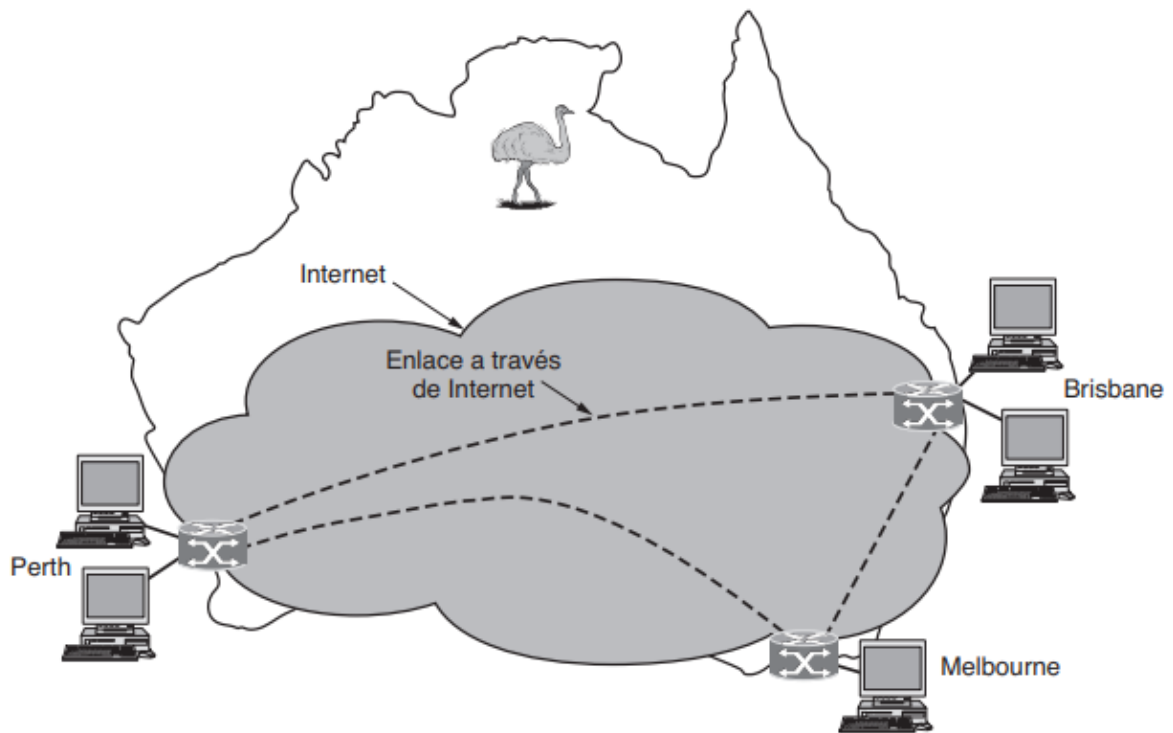 Internet
Enlace a través
de Internet
Brisbane
Perth
Melbourne